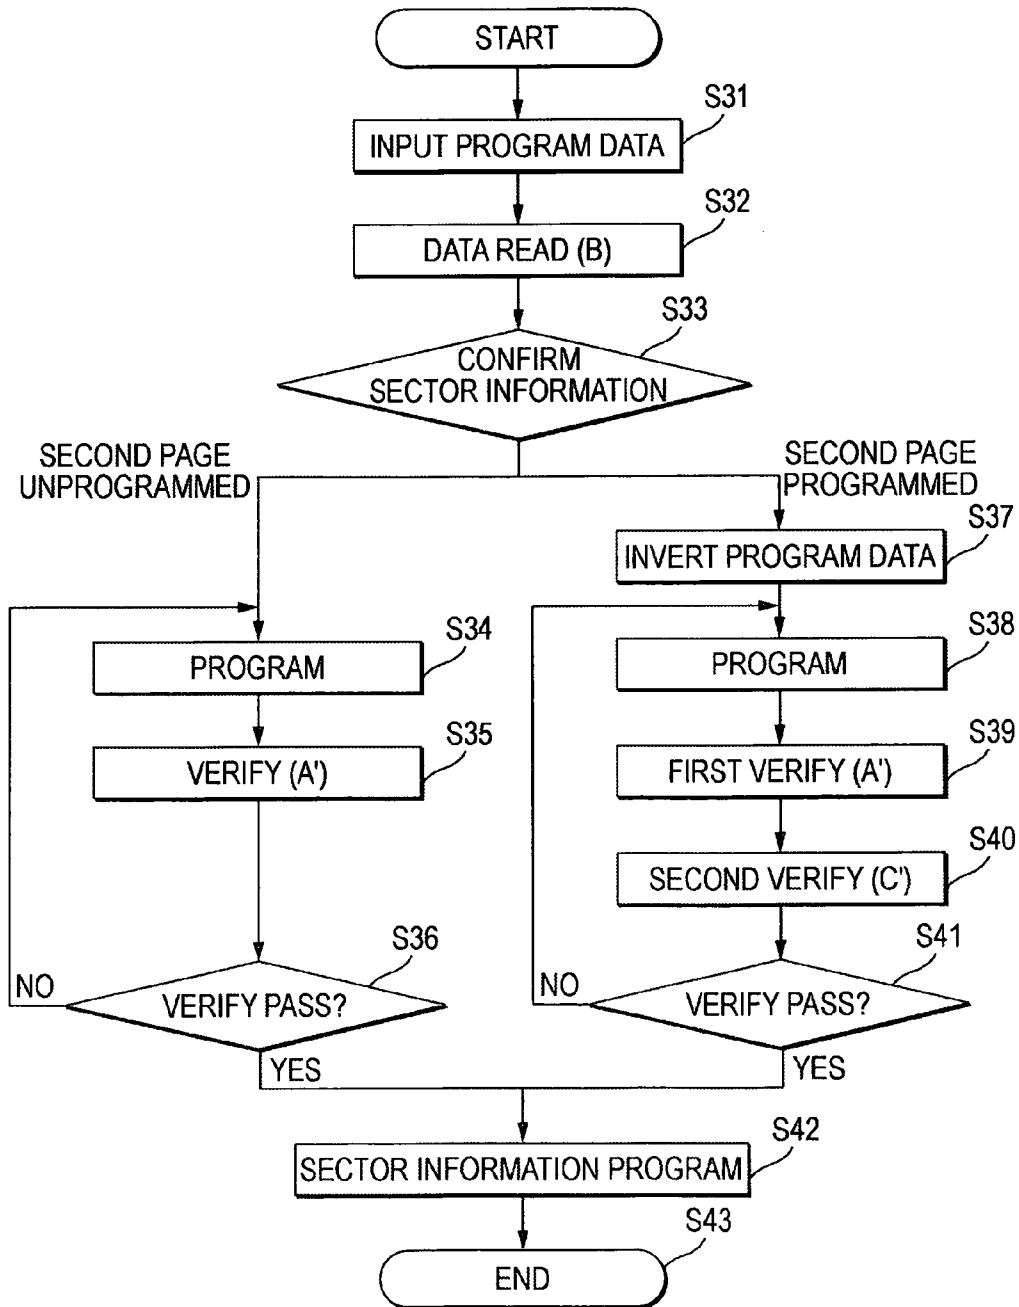 START
S31
INPUT PROGRAM DATA
S32
DATA READ (B)
S33
CONFIRM
SECTOR INFORMATION
SECOND PAGE
UNPROGRAMMED
SECOND PAGE
PROGRAMMED
S37
INVERT PROGRAM DATA
S34
PROGRAM
S38
PROGRAM
S35
VERIFY (A')
S39
FIRST VERIFY (A')
S40
SECOND VERIFY (C')
S36
NO
VERIFY PASS?
YES
S41
NO
VERIFY PASS?
YES
S42
SECTOR INFORMATION PROGRAM
S43
END